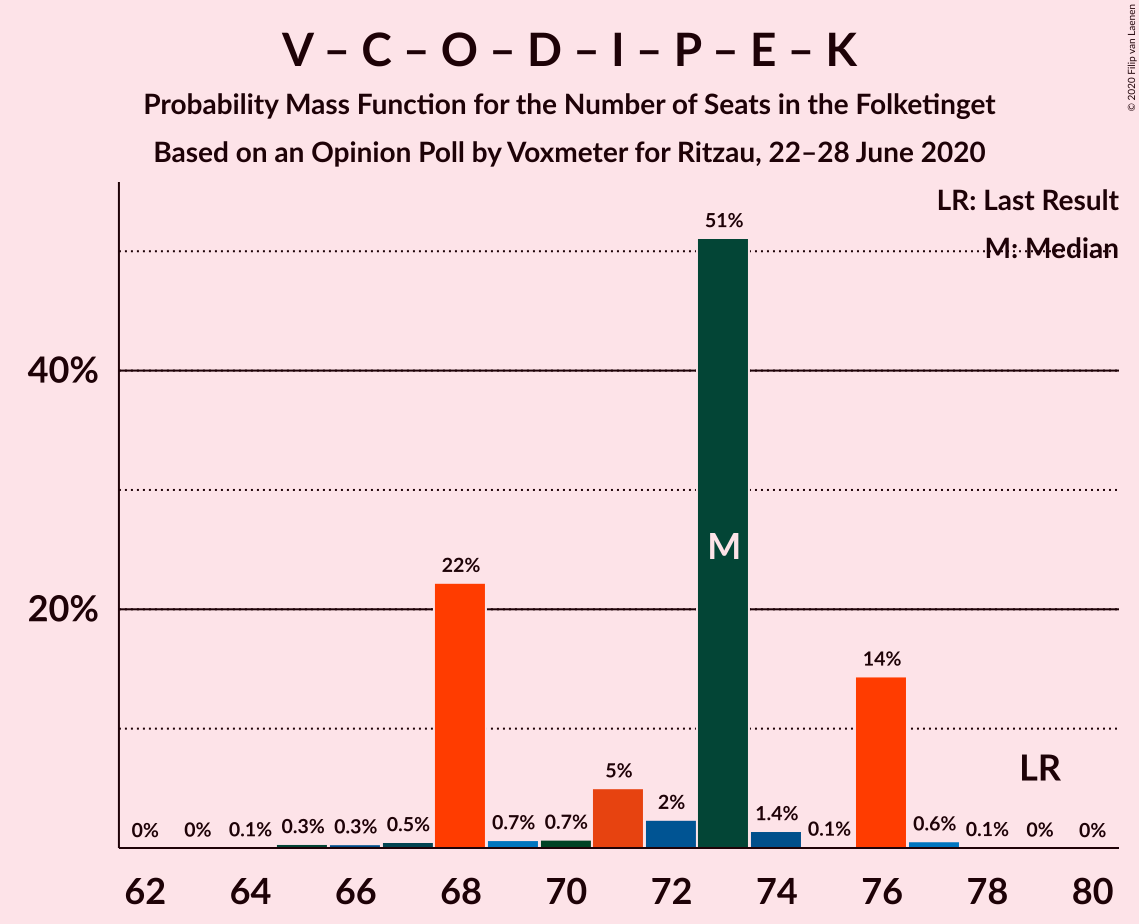 V – C – O – D – I – P – E – K
Probability Mass Function for the Number of Seats in the Folketinget
Based on an Opinion Poll by Voxmeter for Ritzau, 22–28 June 2020
© 2020 Filip van Laenen
LR: Last Result
M: Median
51%
40%
M
22%
20%
14%
LR
5%
2%
1.4%
0% 0% 0.1% 0.3% 0.3% 0.5% 0.7% 0.7% 0.1% 0.6% 0.1% 0% 0%
62 64 66 68 70 72 74 76 78 80